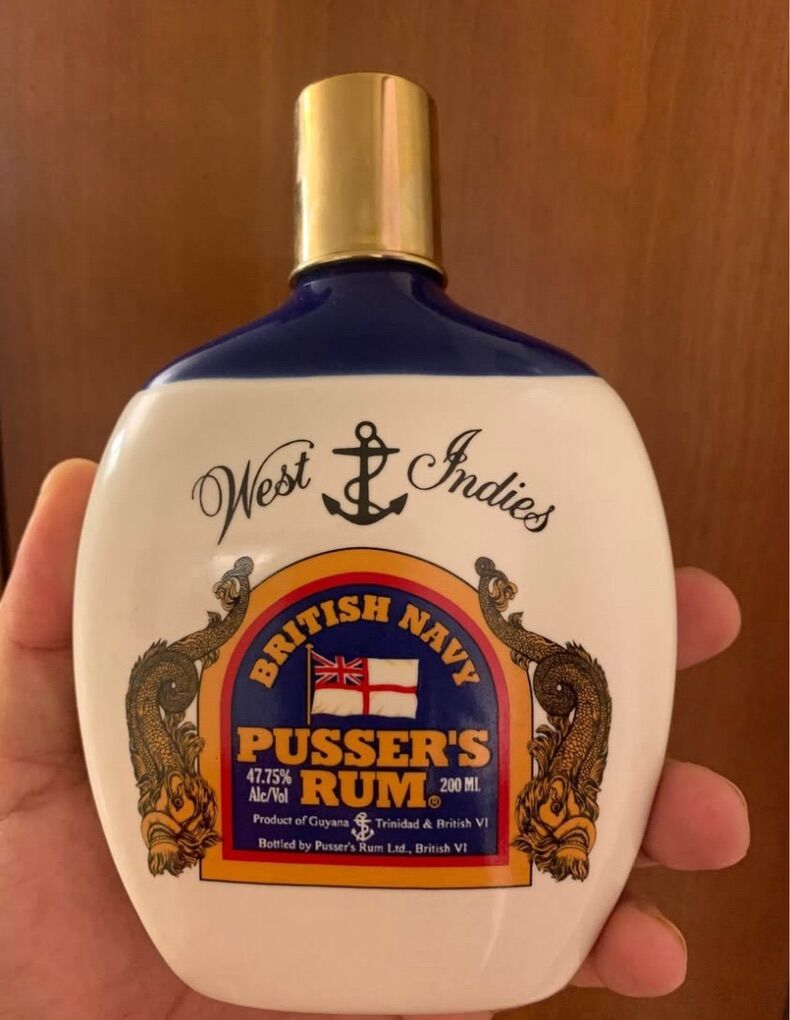 West Indies
BRITISH NAVY
PUSSER'S
47.75% RUM® 200 ML
Alc/Vol
Product of Guyana Trinidad & British VI
Bottled by Pusser's Rum Ltd., British VI